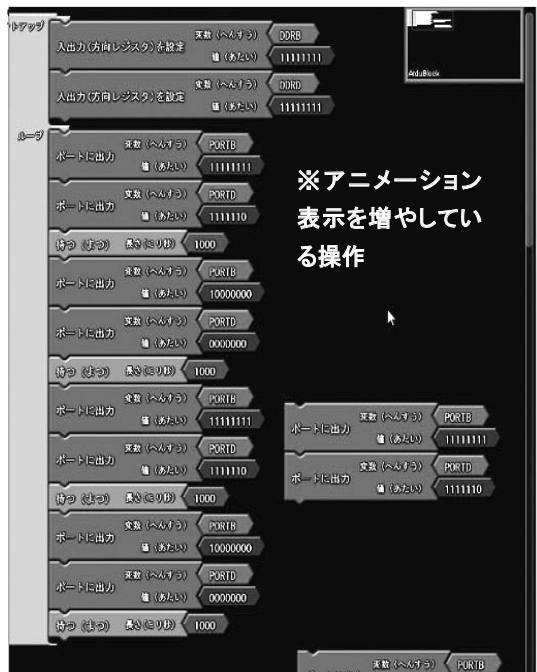 トアップ
入出力(方向レジスタ)を設定 変数 (へんすう) DDRB
値 (あたい) 11111111
入出力(方向レジスタ)を設定 変数 (へんすう) DDRD
値 (あたい) 11111111
ArduBlock
ループ
ポートに出力 変数 (へんすう) PORTB
値 (あたい) 11111111
ポートに出力 変数 (へんすう) PORTD
値 (あたい) 1111110
待つ (まつ) 長さ(ミリ秒) 1000
ポートに出力 変数 (へんすう) PORTB
値 (あたい) 10000000
ポートに出力 変数 (へんすう) PORTD
値 (あたい) 0000000
待つ (まつ) 長さ(ミリ秒) 1000
ポートに出力 変数 (へんすう) PORTB
値 (あたい) 11111111
ポートに出力 変数 (へんすう) PORTD
値 (あたい) 1111110
待つ (まつ) 長さ(ミリ秒) 1000
ポートに出力 変数 (へんすう) PORTB
値 (あたい) 10000000
ポートに出力 変数 (へんすう) PORTD
値 (あたい) 0000000
待つ (まつ) 長さ(ミリ秒) 1000
※アニメーション
表示を増やしてい
る操作
ポートに出力 変数 (へんすう) PORTB
値 (あたい) 11111111
ポートに出力 変数 (へんすう) PORTD
値 (あたい) 1111110
変数 (へんすう) PORTB